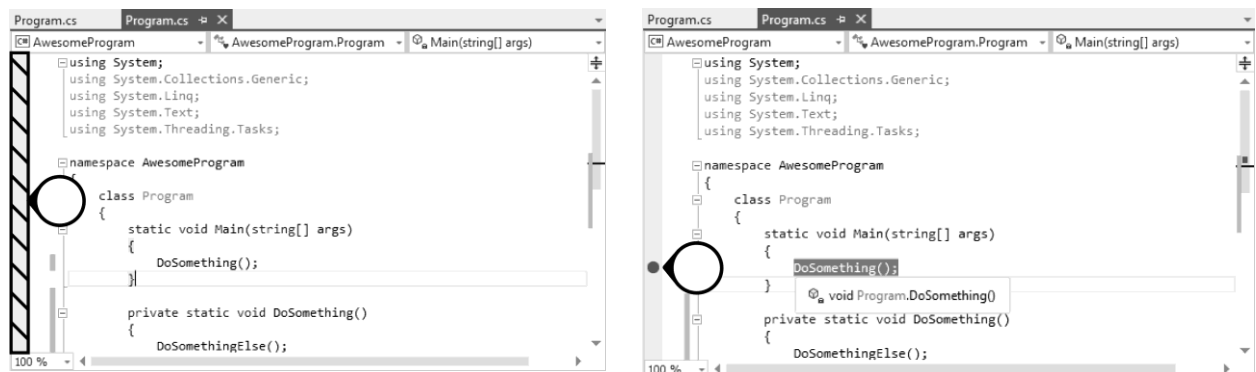 Program.cs Program.cs
C# AwesomeProgram AwesomeProgram.Program Main(string[] args)
using System;
using System.Collections.Generic;
using System.Linq;
using System.Text;
using System.Threading.Tasks;
namespace AwesomeProgram
{
class Program
{
static void Main(string[] args)
{
DoSomething();
}
private static void DoSomething()
{
DoSomethingElse();
100 %
Program.cs Program.cs
C# AwesomeProgram AwesomeProgram.Program Main(string[] args)
using System;
using System.Collections.Generic;
using System.Linq;
using System.Text;
using System.Threading.Tasks;
namespace AwesomeProgram
{
class Program
{
static void Main(string[] args)
{
DoSomething();
}
void Program.DoSomething()
private static void DoSomething()
{
DoSomethingElse();
100 %